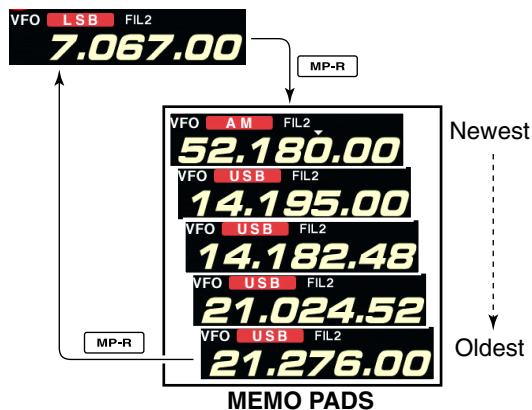 VFO LSB FIL2
7.067.00
MP-R
VFO AM FIL2
52.180.00
Newest
VFO USB FIL2
14.195.00
VFO USB FIL2
14.182.48
VFO USB FIL2
21.024.52
VFO USB FIL2
21.276.00
Oldest
MP-R
MEMO PADS